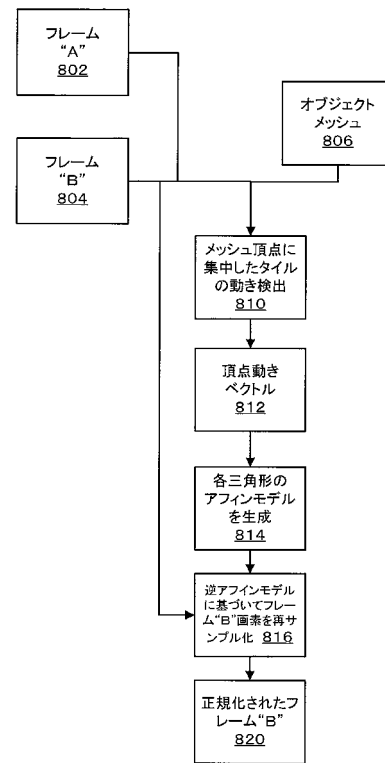 フレーム
“A”
802
フレーム
“B”
804
オブジェクト
メッシュ
806
メッシュ頂点に
集中したタイル
の動き検出
810
頂点動き
ベクトル
812
各三角形の
アフィンモデル
を生成
814
逆アフインモデル
に基づいてフレーム
“B”画素を再サ
ンプル化 816
正規化されたフ
レーム“B”
820